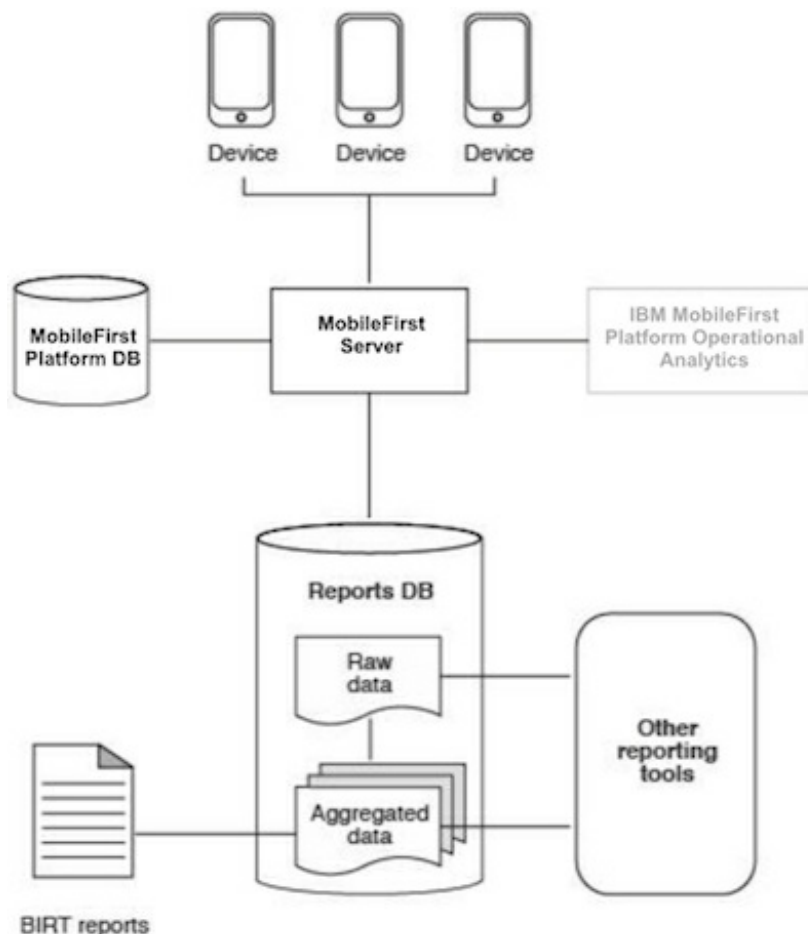 Device
Device
Device
MobileFirst
Platform DB
MobileFirst
Server
IBM MobileFirst
Platform Operational
Analytics
Reports DB
Raw
data
Aggregated
data
Other
reporting
tools
BIRT reports